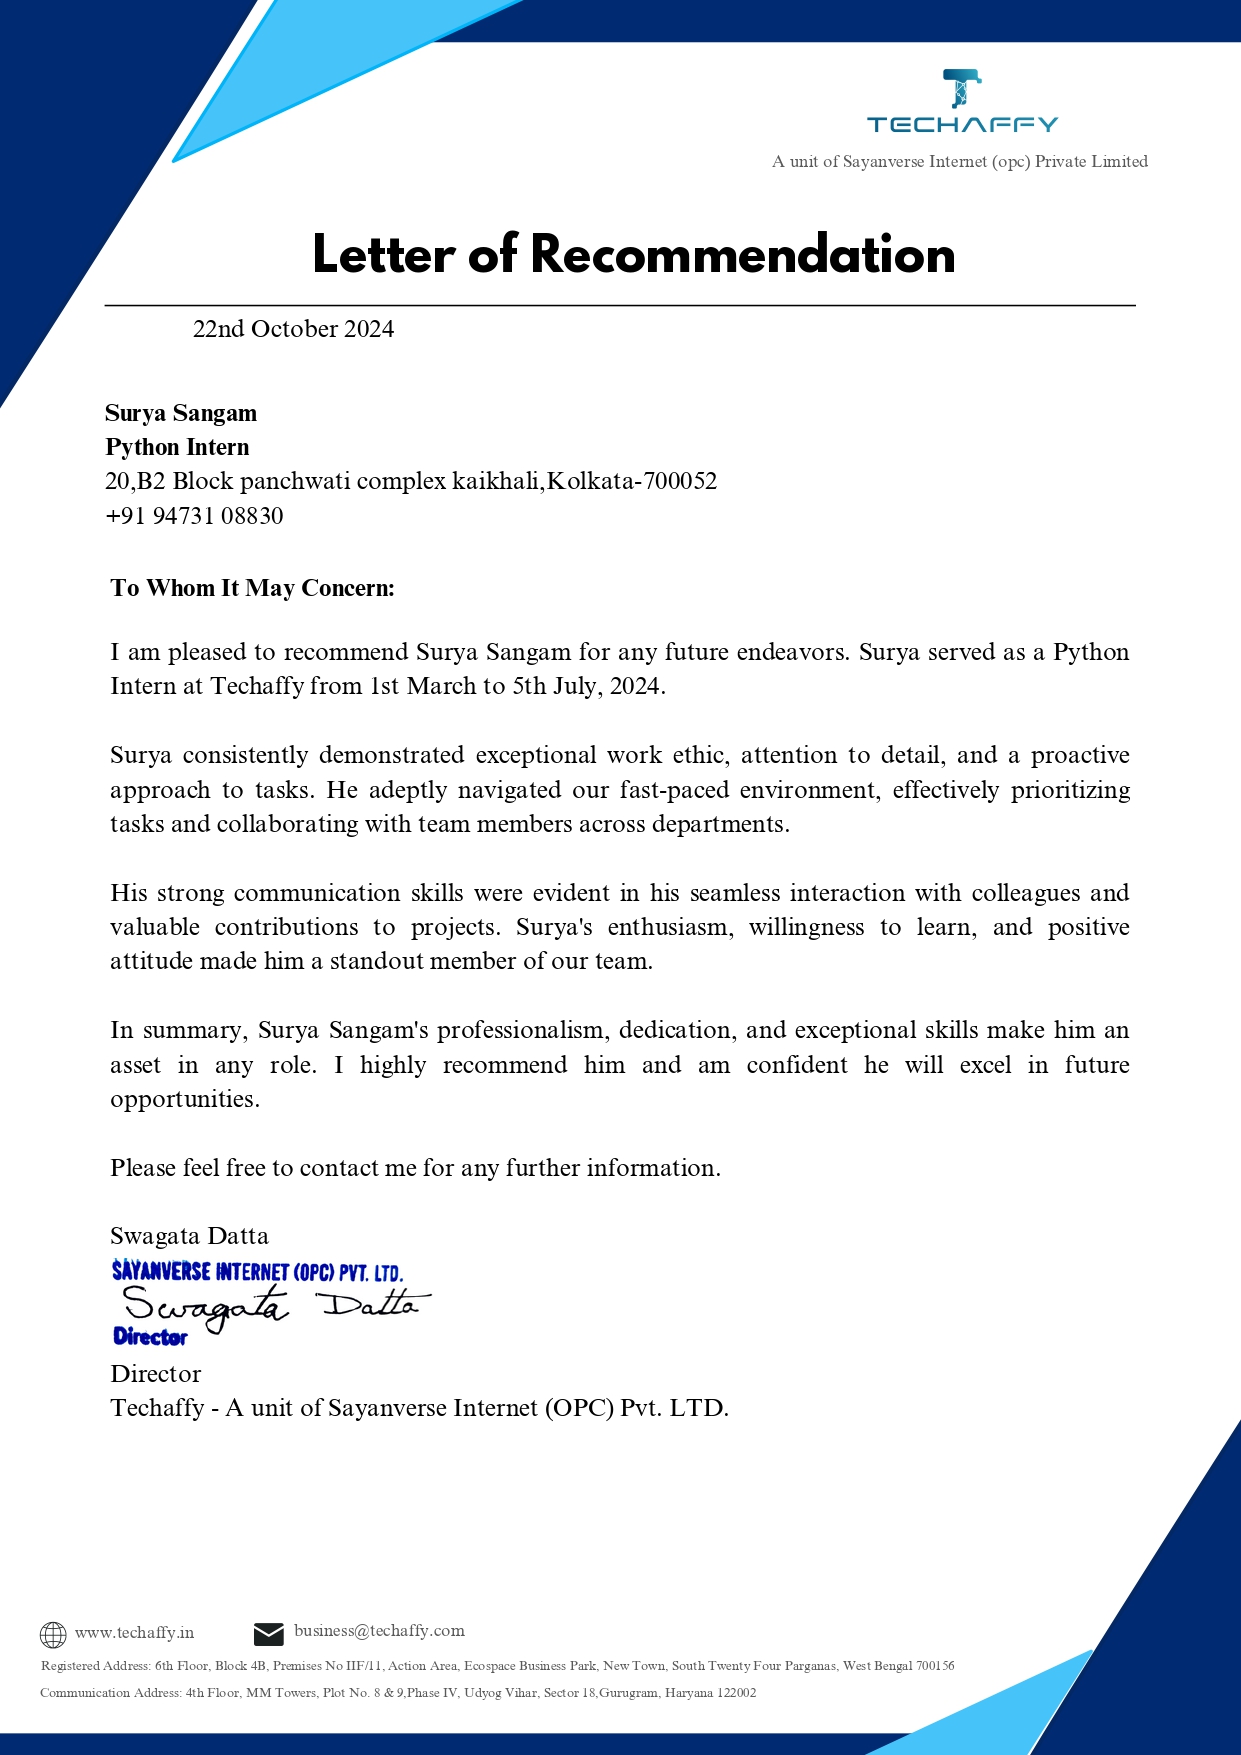 TECHAFFY
A unit of Sayanverse Internet (opc) Private Limited
Letter of Recommendation
22nd October 2024
Surya Sangam
Python Intern
20,B2 Block panchwati complex kaikhali,Kolkata-700052
+91 94731 08830
To Whom It May Concern:
I am pleased to recommend Surya Sangam for any future endeavors. Surya served as a Python
Intern at Techaffy from 1st March to 5th July, 2024.
Surya consistently demonstrated exceptional work ethic, attention to detail, and a proactive
approach to tasks. He adeptly navigated our fast-paced environment, effectively prioritizing
tasks and collaborating with team members across departments.
His strong communication skills were evident in his seamless interaction with colleagues and
valuable contributions to projects. Surya's enthusiasm, willingness to learn, and positive
attitude made him a standout member of our team.
In summary, Surya Sangam's professionalism, dedication, and exceptional skills make him an
asset in any role. I highly recommend him and am confident he will excel in future
opportunities.
Please feel free to contact me for any further information.
Swagata Datta
SAYANVERSE INTERNET (OPC) PVT. LTD.
Swagata Datta
Director
Director
Techaffy - A unit of Sayanverse Internet (OPC) Pvt. LTD.
www.techaffy.in
business@techaffy.com
Registered Address: 6th Floor, Block 4B, Premises No IIF/11, Action Area, Ecospace Business Park, New Town, South Twenty Four Parganas, West Bengal 700156
Communication Address: 4th Floor, MM Towers, Plot No. 8 & 9,Phase IV, Udyog Vihar, Sector 18,Gurugram, Haryana 122002